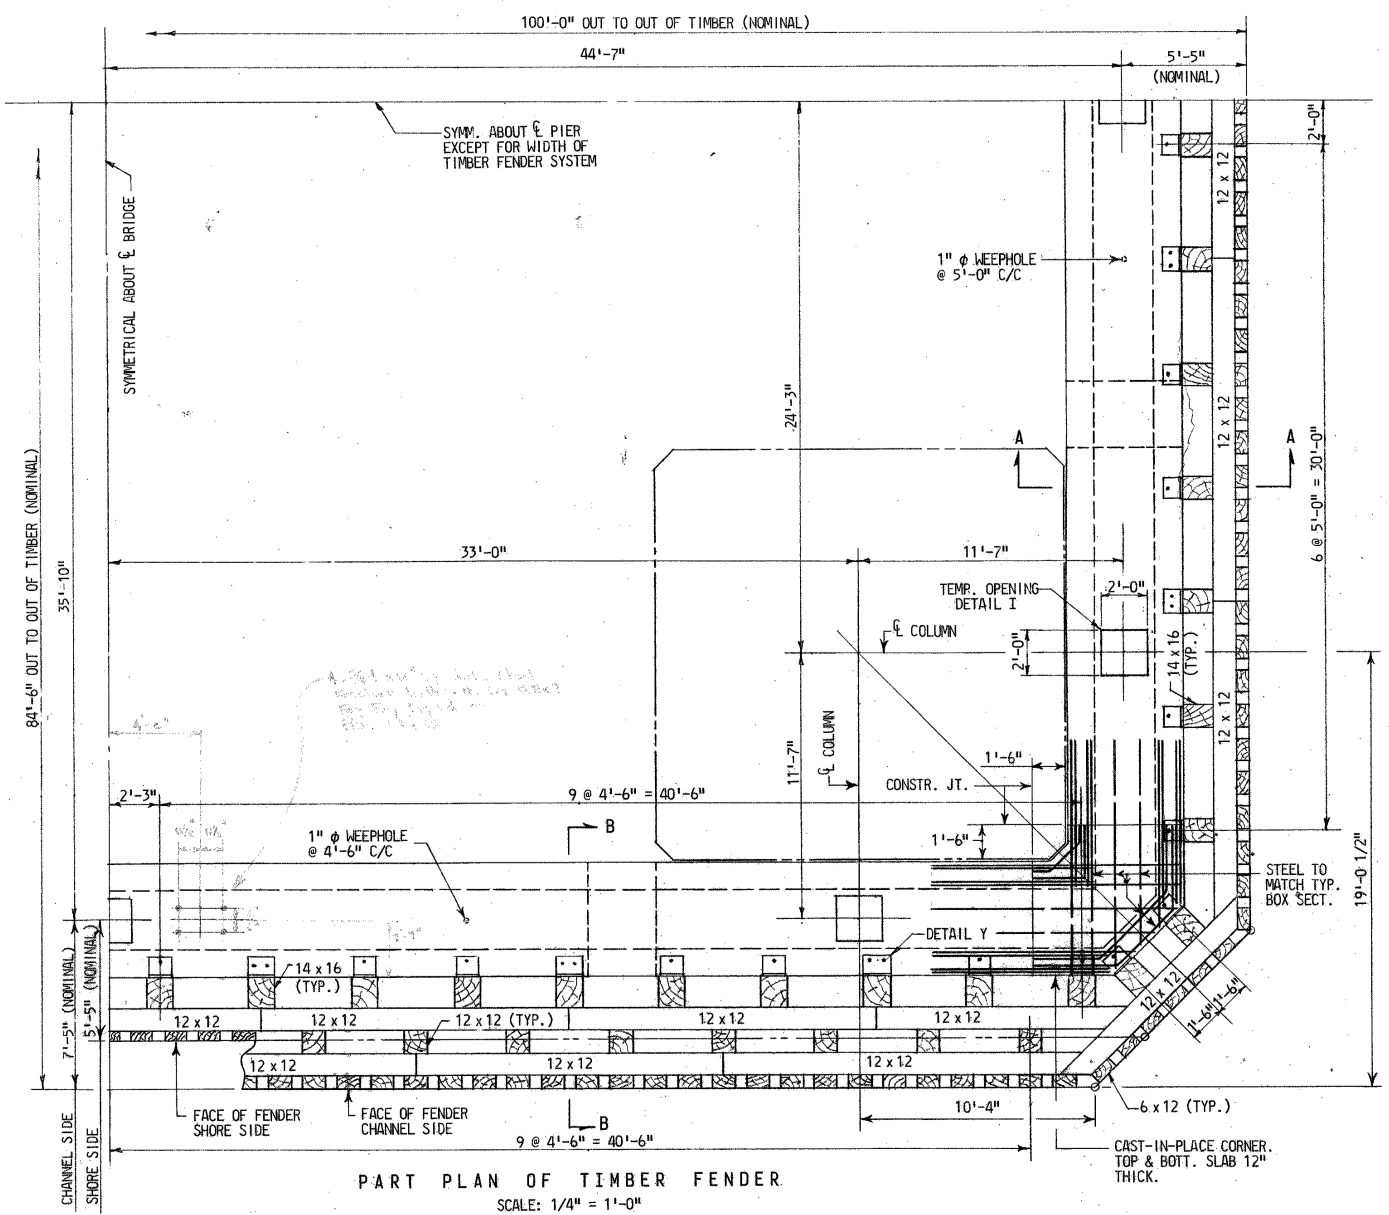 100'-0" OUT TO OUT OF TIMBER (NOMINAL)
44'-7"
5'-5"
(NOMINAL)
SYMM. ABOUT ℄ PIER
EXCEPT FOR WIDTH OF
TIMBER FENDER SYSTEM
2'-0"
12 x 12
SYMMETRICAL ABOUT ℄ BRIDGE
1" φ WEEPHOLE
@ 5'-0" C/C
24'-3"
12 x 12
A
A
6 @ 5'-0" = 30'-0"
84'-6" OUT TO OUT OF TIMBER (NOMINAL)
35'-10"
33'-0"
11'-7"
TEMP. OPENING
DETAIL I
2'-0"
℄ COLUMN
2'-0"
14 x 16
(TYP.)
12 x 12
℄ COLUMN
11'-7"
1'-6"
CONSTR. JT.
2'-3"
9 @ 4'-6" = 40'-6"
B
1" φ WEEPHOLE
@ 4'-6" C/C
1'-6"
19'-0 1/2"
STEEL TO
MATCH TYP.
BOX SECT.
DETAIL Y
14 x 16
(TYP.)
7'-5" (NOMINAL)
5'-5" (NOMINAL)
12 x 12
1'-6"
1'-6"
12 x 12
12 x 12
12 x 12 (TYP.)
12 x 12
12 x 12
12 x 12
12 x 12
12 x 12
FACE OF FENDER
SHORE SIDE
FACE OF FENDER
CHANNEL SIDE
B
10'-4"
6 x 12 (TYP.)
9 @ 4'-6" = 40'-6"
CHANNEL SIDE
SHORE SIDE
CAST-IN-PLACE CORNER.
TOP & BOTT. SLAB 12"
THICK.
PART PLAN OF TIMBER FENDER
SCALE: 1/4" = 1'-0"